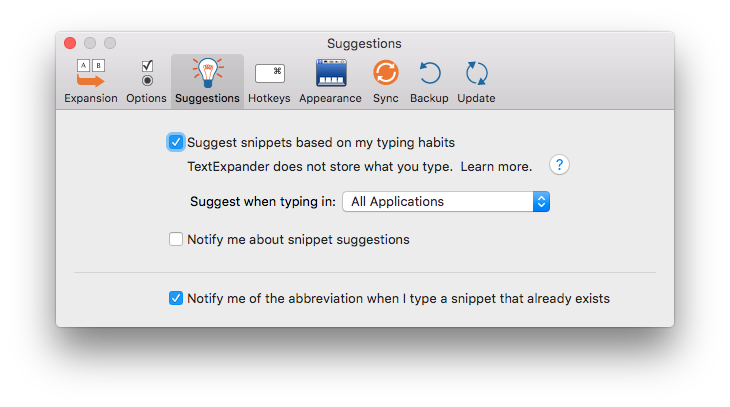 Suggestions
A B
⌘
Expansion Options Suggestions Hotkeys Appearance Sync Backup Update
Suggest snippets based on my typing habits
TextExpander does not store what you type. Learn more. ?
Suggest when typing in: All Applications
Notify me about snippet suggestions
Notify me of the abbreviation when I type a snippet that already exists